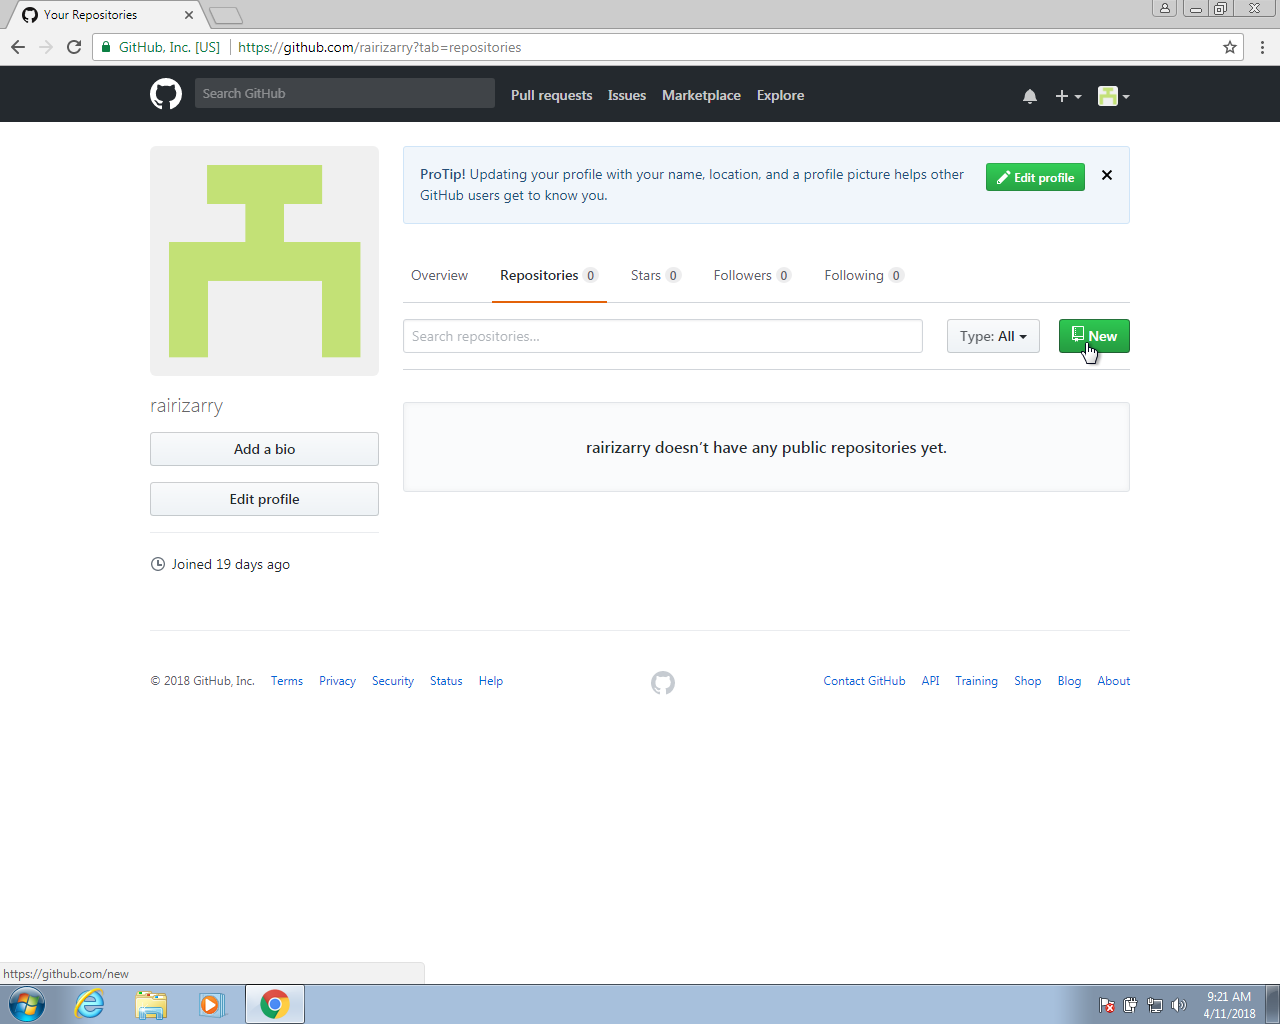 Your Repositories
GitHub, Inc. [US] https://github.com/rairizarry?tab=repositories
Search GitHub Pull requests Issues Marketplace Explore
ProTip! Updating your profile with your name, location, and a profile picture helps other
GitHub users get to know you.
Edit profile
Overview Repositories 0 Stars 0 Followers 0 Following 0
Search repositories... Type: All New
rairizarry
Add a bio
Edit profile
Joined 19 days ago
rairizarry doesn’t have any public repositories yet.
© 2018 GitHub, Inc. Terms Privacy Security Status Help Contact GitHub API Training Shop Blog About
https://github.com/new
9:21 AM
4/11/2018